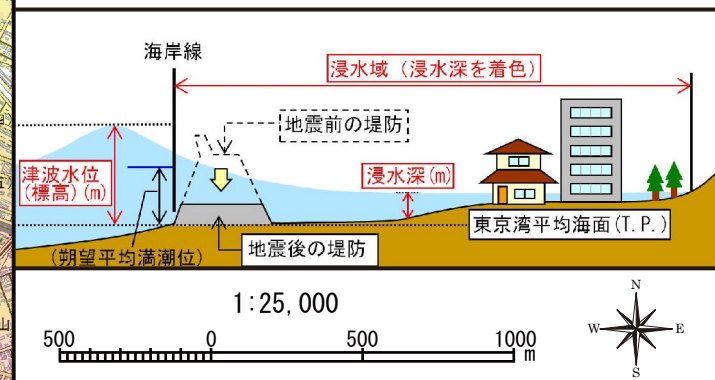 海岸線
浸水域（浸水深を着色）
地震前の堤防
津波水位
(標高)(m)
浸水深(m)
東京湾平均海面(T.P.)
(朔望平均満潮位)
地震後の堤防
1:25,000
500 0 500 1000 m
N
W E
S